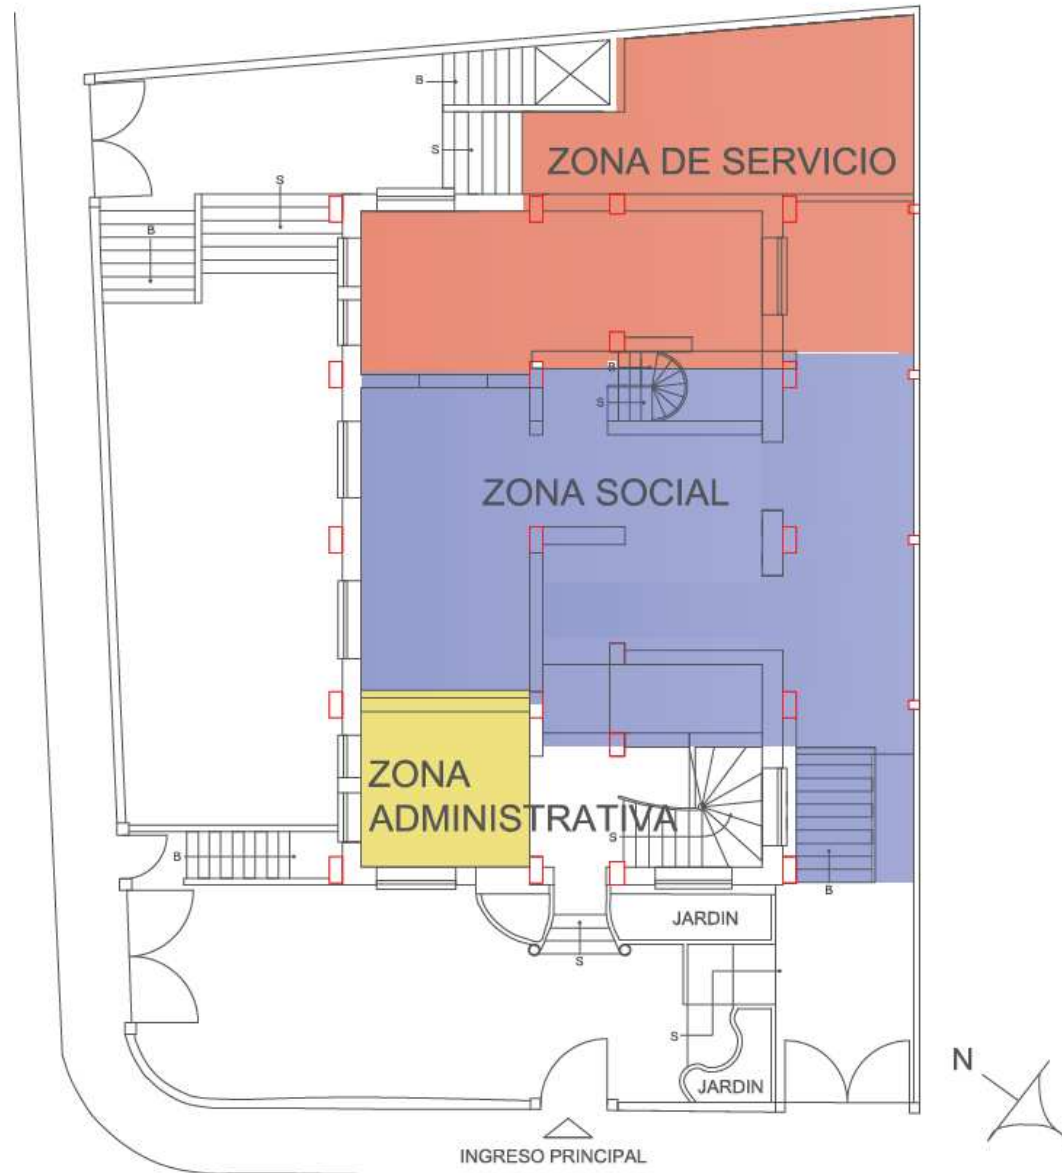 B
ZONA DE SERVICIO
S
S
B
B
S
ZONA SOCIAL
ZONA
ADMINISTRATIVA
S
B
B
JARDIN
S
S
JARDIN
N
INGRESO PRINCIPAL